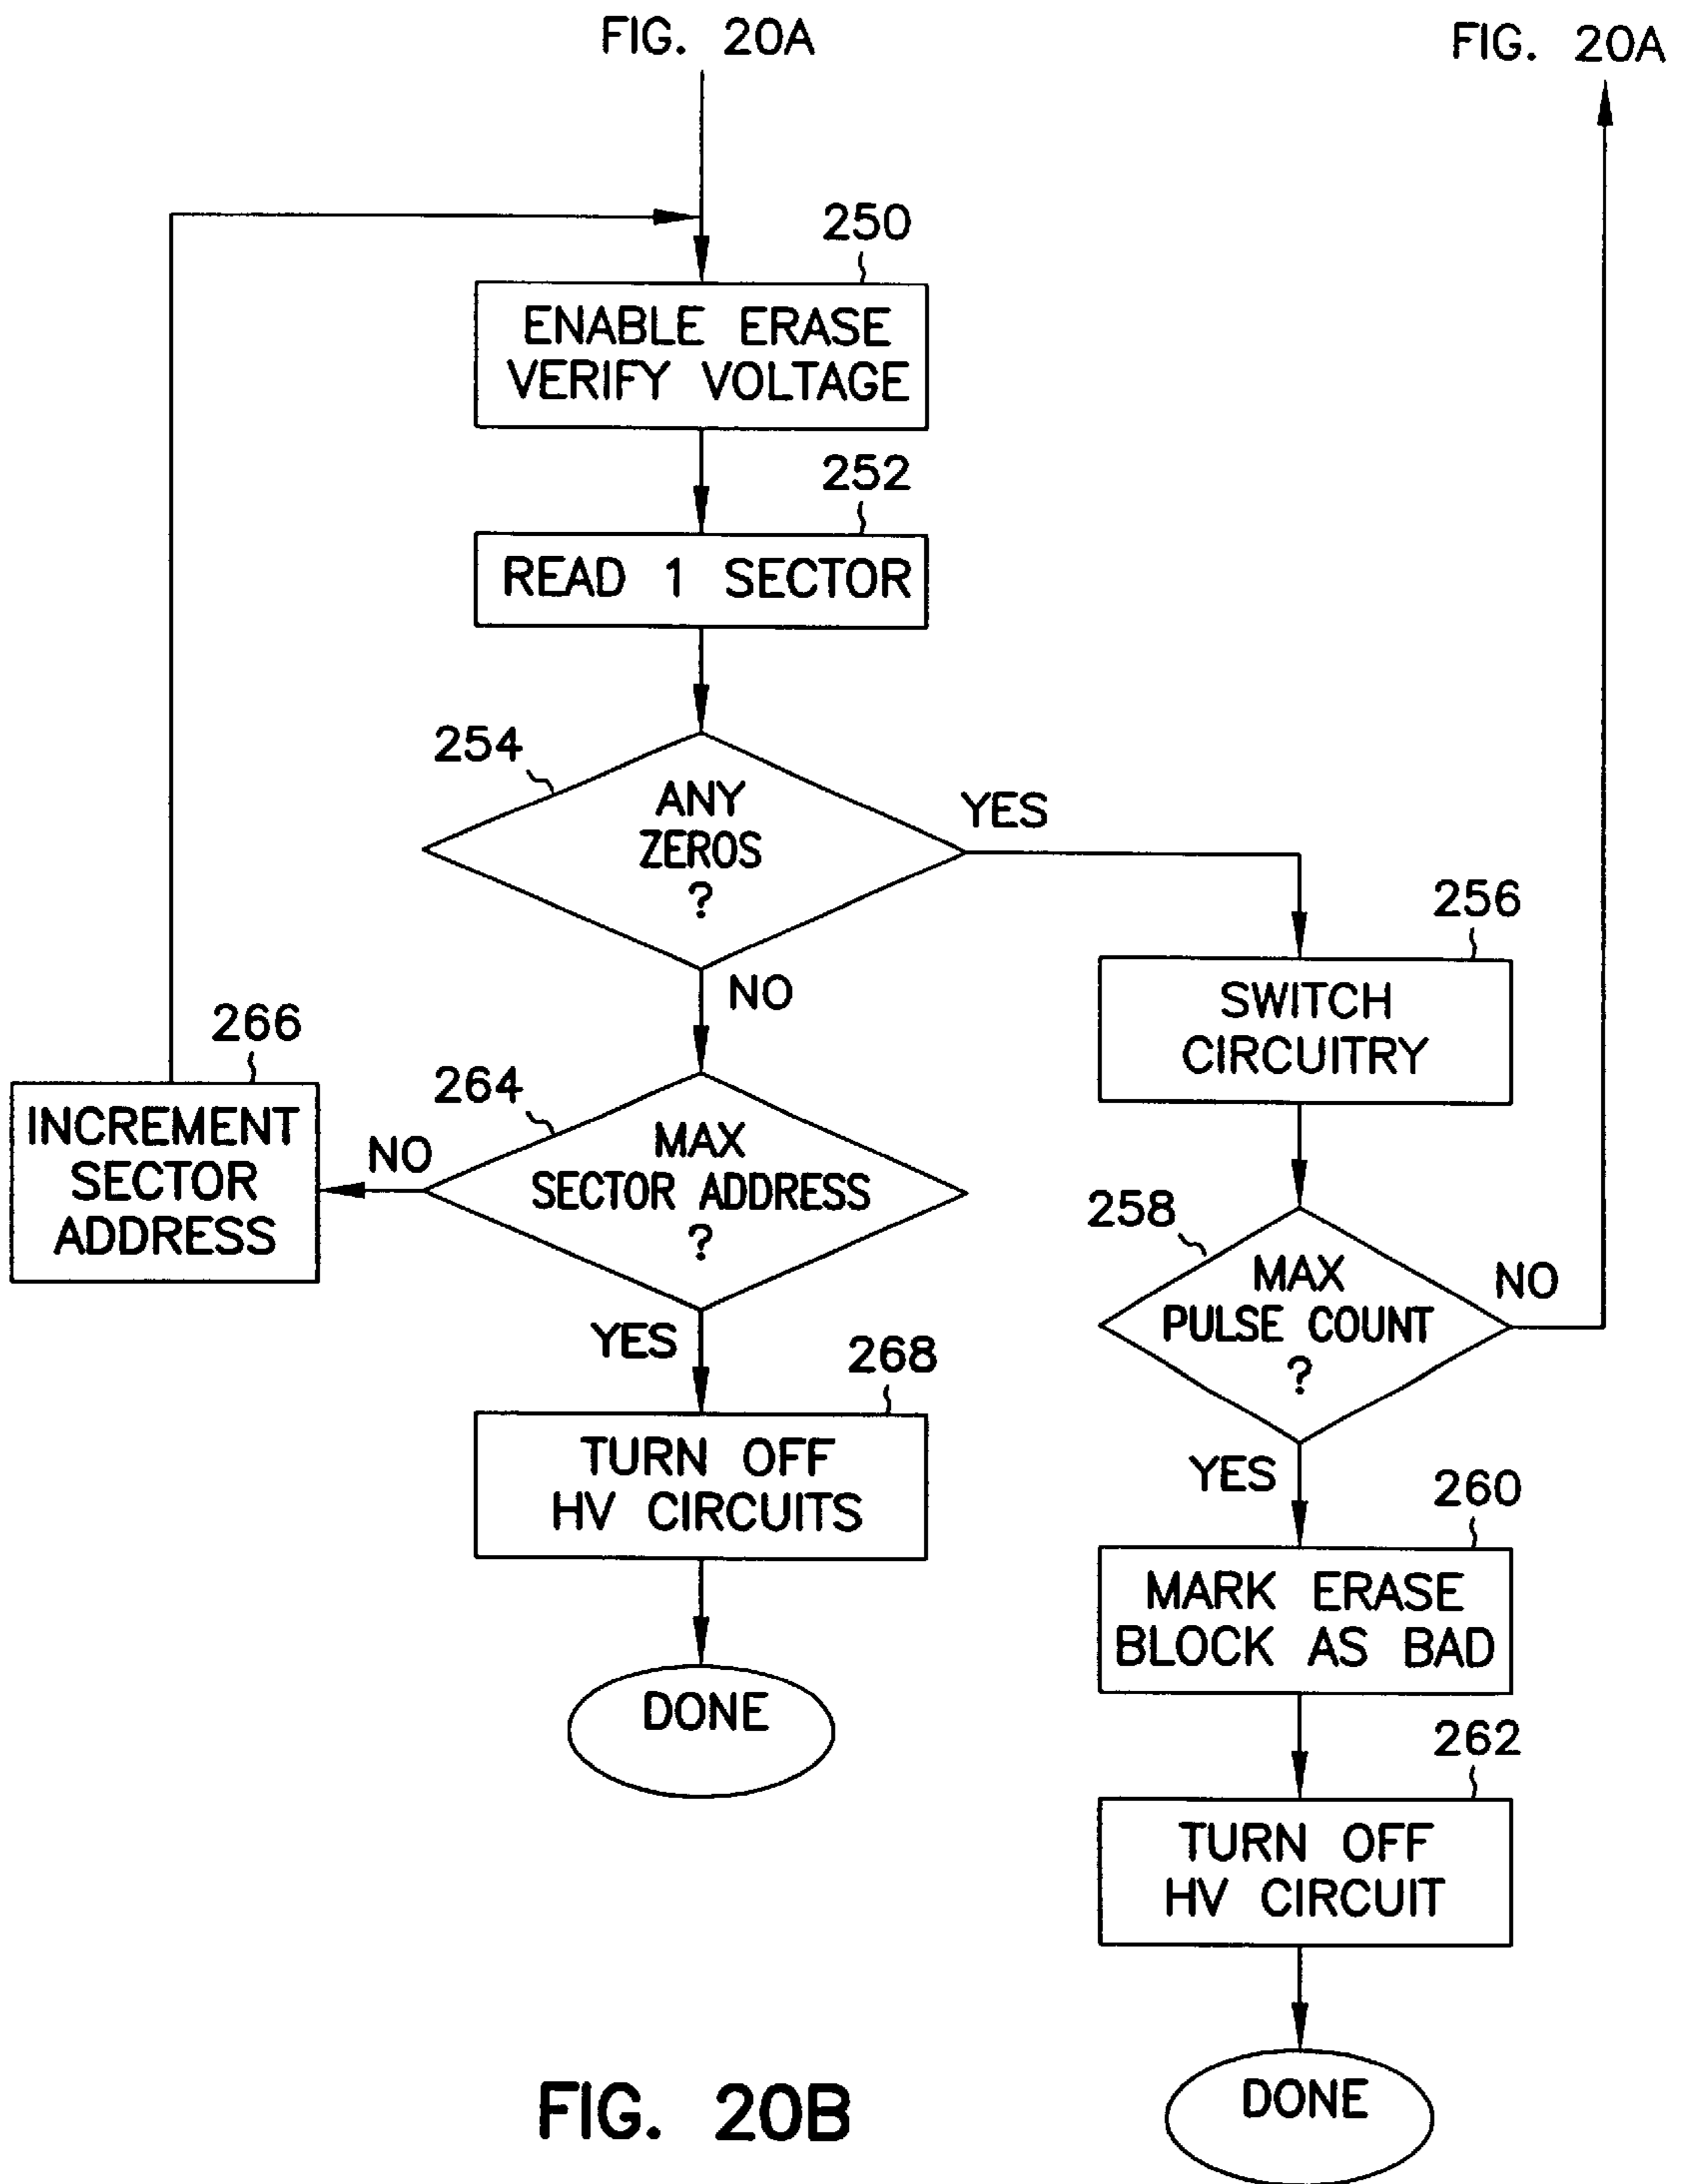 FIG. 20A
FIG. 20A
250
ENABLE ERASE
VERIFY VOLTAGE
252
READ 1 SECTOR
254
ANY
ZEROS
?
YES
NO
256
SWITCH
CIRCUITRY
266
INCREMENT
SECTOR
ADDRESS
NO
264
MAX
SECTOR ADDRESS
?
YES
258
MAX
PULSE COUNT
?
NO
YES
268
TURN OFF
HV CIRCUITS
DONE
260
MARK ERASE
BLOCK AS BAD
262
TURN OFF
HV CIRCUIT
DONE
FIG. 20B